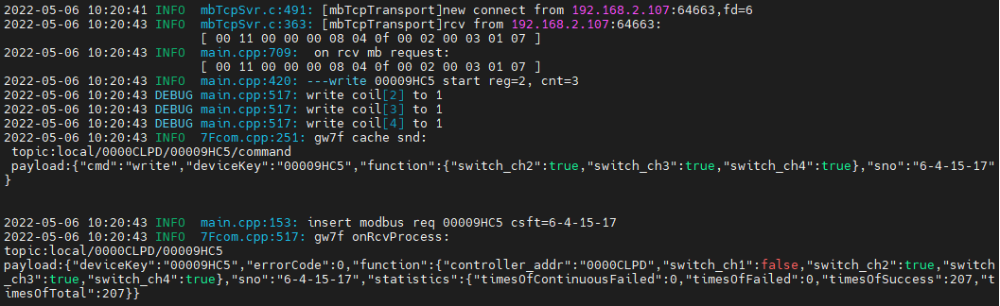 2022-05-06 10:20:41 INFO  mbTcpSvr.c:491: [mbTcpTransport]new connect from 192.168.2.107:64663,fd=6
2022-05-06 10:20:43 INFO  mbTcpSvr.c:363: [mbTcpTransport]rcv from 192.168.2.107:64663:
[ 00 11 00 00 00 08 04 0f 00 02 00 03 01 07 ]
2022-05-06 10:20:43 INFO  main.cpp:709:  on rcv mb request:
[ 00 11 00 00 00 08 04 0f 00 02 00 03 01 07 ]
2022-05-06 10:20:43 INFO  main.cpp:420: ---write 00009HC5 start reg=2, cnt=3
2022-05-06 10:20:43 DEBUG main.cpp:517: write coil[2] to 1
2022-05-06 10:20:43 DEBUG main.cpp:517: write coil[3] to 1
2022-05-06 10:20:43 DEBUG main.cpp:517: write coil[4] to 1
2022-05-06 10:20:43 INFO  7Fcom.cpp:251: gw7f cache snd:
topic:local/0000CLPD/00009HC5/command
payload:{"cmd":"write","deviceKey":"00009HC5","function":{"switch_ch2":true,"switch_ch3":true,"switch_ch4":true},"sno":"6-4-15-17"
}
2022-05-06 10:20:43 INFO  main.cpp:153: insert modbus req 00009HC5 csft=6-4-15-17
2022-05-06 10:20:43 INFO  7Fcom.cpp:517: gw7f onRcvProcess:
topic:local/0000CLPD/00009HC5
payload:{"deviceKey":"00009HC5","errorCode":0,"function":{"controller_addr":"0000CLPD","switch_ch1":false,"switch_ch2":true,"switch
_ch3":true,"switch_ch4":true},"sno":"6-4-15-17","statistics":{"timesOfContinuousFailed":0,"timesOfFailed":0,"timesOfSuccess":207,"t
imesOfTotal":207}}